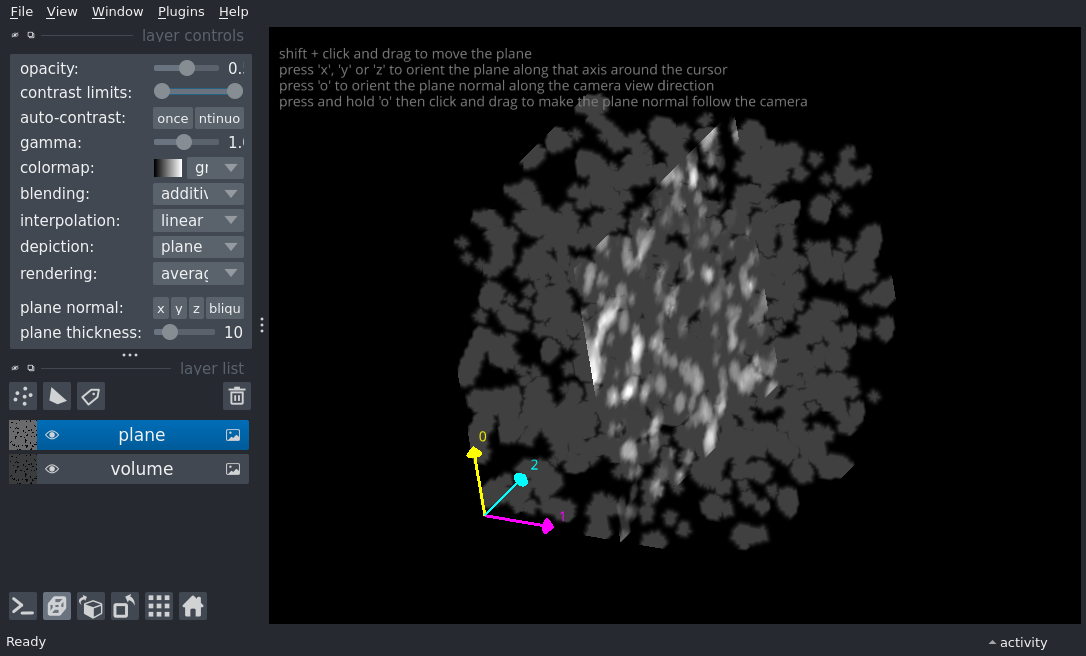 File View Window Plugins Help
layer controls
opacity: 0.
contrast limits:
auto-contrast: once ntinuo
gamma: 1.0
colormap: gr
blending: additiv
interpolation: linear
depiction: plane
rendering: averag
plane normal: x y z bliqu
plane thickness: 10
layer list
plane
volume
shift + click and drag to move the plane
press 'x', 'y' or 'z' to orient the plane along that axis around the cursor
press 'o' to orient the plane normal along the camera view direction
press and hold 'o' then click and drag to make the plane normal follow the camera
0
2
1
Ready
activity